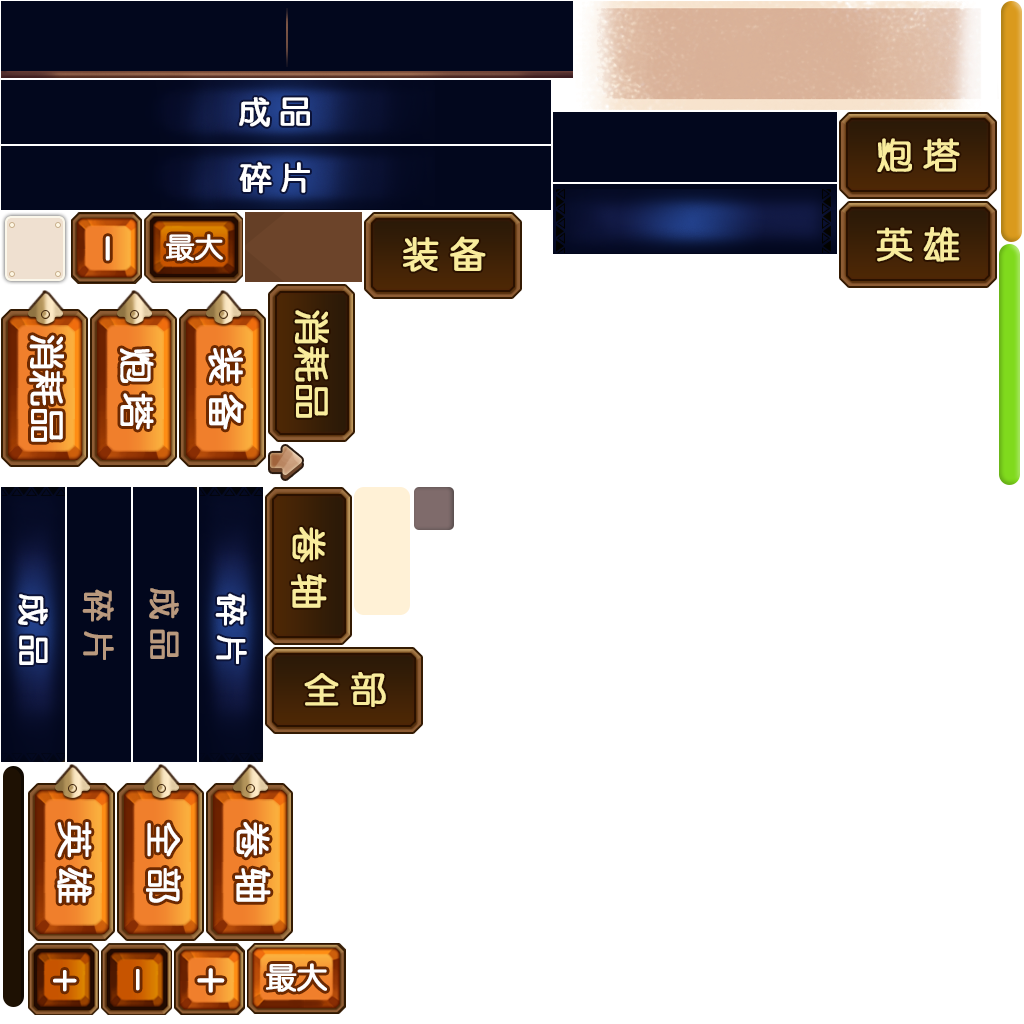 成品
碎片
炮塔
英雄
最大
装备
消耗品
炮塔
装备
消耗品
成品
碎片
成品
碎片
卷轴
全部
英雄
全部
卷轴
+
−
+
最大